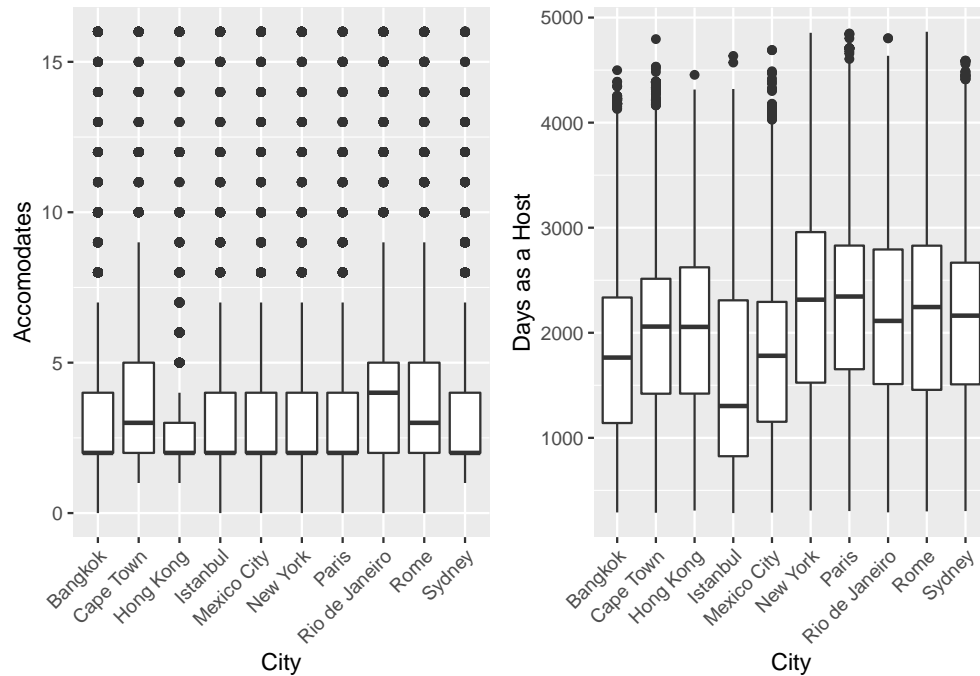 Accomodates
15
10
5
0
Bangkok
Cape Town
Hong Kong
Istanbul
Mexico City
New York
Paris
Rio de Janeiro
Rome
Sydney
City
Days as a Host
5000
4000
3000
2000
1000
Bangkok
Cape Town
Hong Kong
Istanbul
Mexico City
New York
Paris
Rio de Janeiro
Rome
Sydney
City